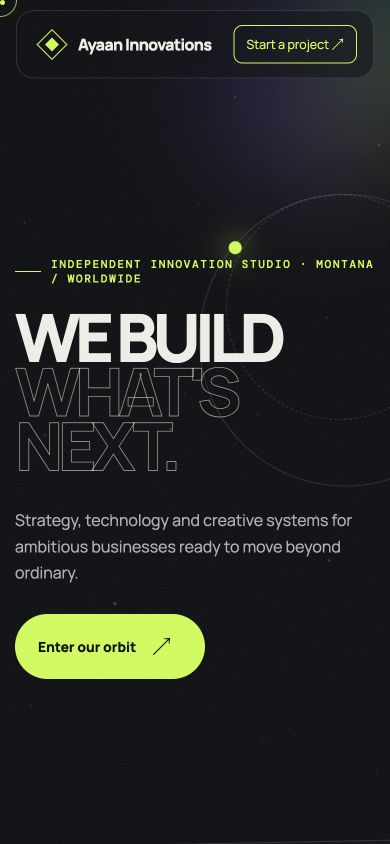 Ayaan Innovations
Start a project ↗
INDEPENDENT INNOVATION STUDIO · MONTANA
/ WORLDWIDE
WE BUILD
WHAT'S
NEXT.
Strategy, technology and creative systems for
ambitious businesses ready to move beyond
ordinary.
Enter our orbit ↗